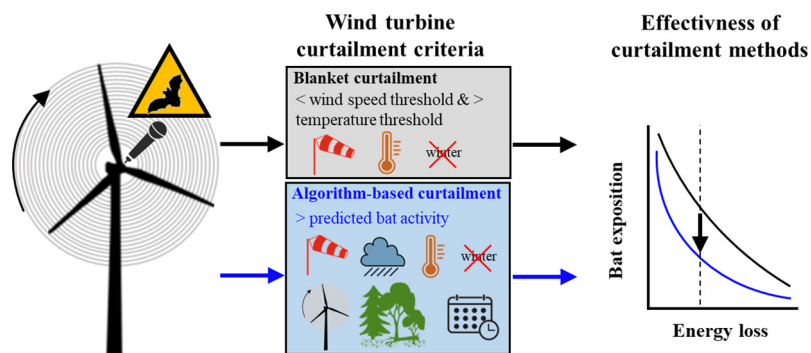 Wind turbine
curtailment criteria
Effectivness of
curtailment methods
Blanket curtailment
< wind speed threshold & >
temperature threshold
winter
Algorithm-based curtailment
> predicted bat activity
winter
Bat exposition
Energy loss